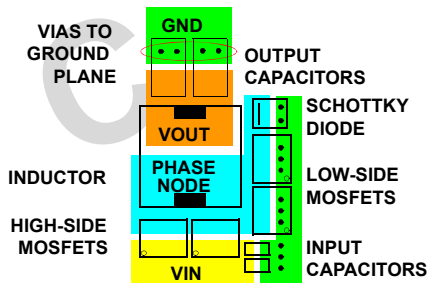 GND
VIAS TO
GROUND
PLANE
OUTPUT
CAPACITORS
SCHOTTKY
DIODE
VOUT
INDUCTOR
PHASE
NODE
LOW-SIDE
MOSFETS
HIGH-SIDE
MOSFETS
INPUT
CAPACITORS
VIN